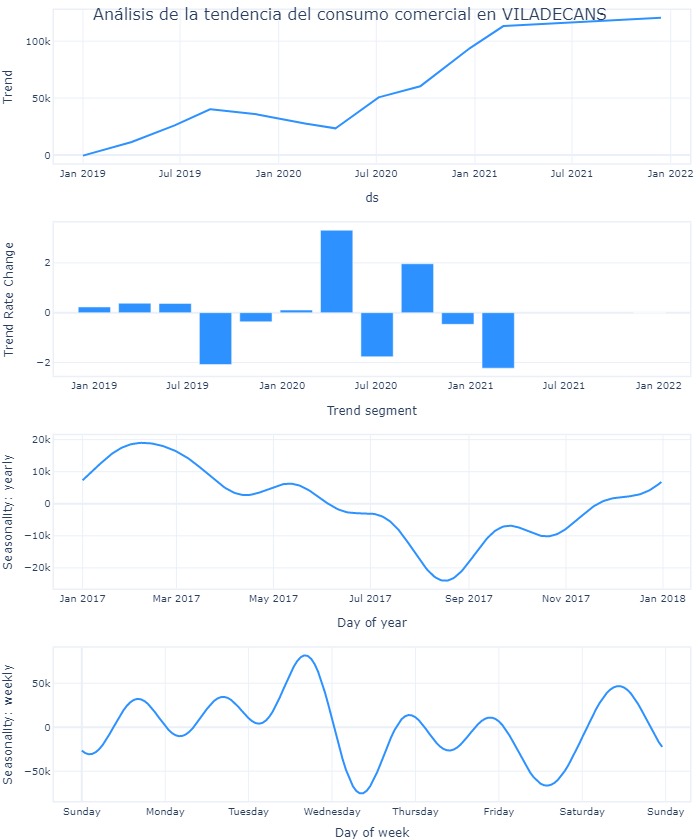 Análisis de la tendencia del consumo comercial en VILADECANS
Trend
100k
50k
0
Jan 2019 Jul 2019 Jan 2020 Jul 2020 Jan 2021 Jul 2021 Jan 2022
ds
Trend Rate Change
2
0
−2
Jan 2019 Jul 2019 Jan 2020 Jul 2020 Jan 2021 Jul 2021 Jan 2022
Trend segment
Seasonality: yearly
20k
10k
0
−10k
−20k
Jan 2017 Mar 2017 May 2017 Jul 2017 Sep 2017 Nov 2017 Jan 2018
Day of year
Seasonality: weekly
50k
0
−50k
Sunday Monday Tuesday Wednesday Thursday Friday Saturday Sunday
Day of week